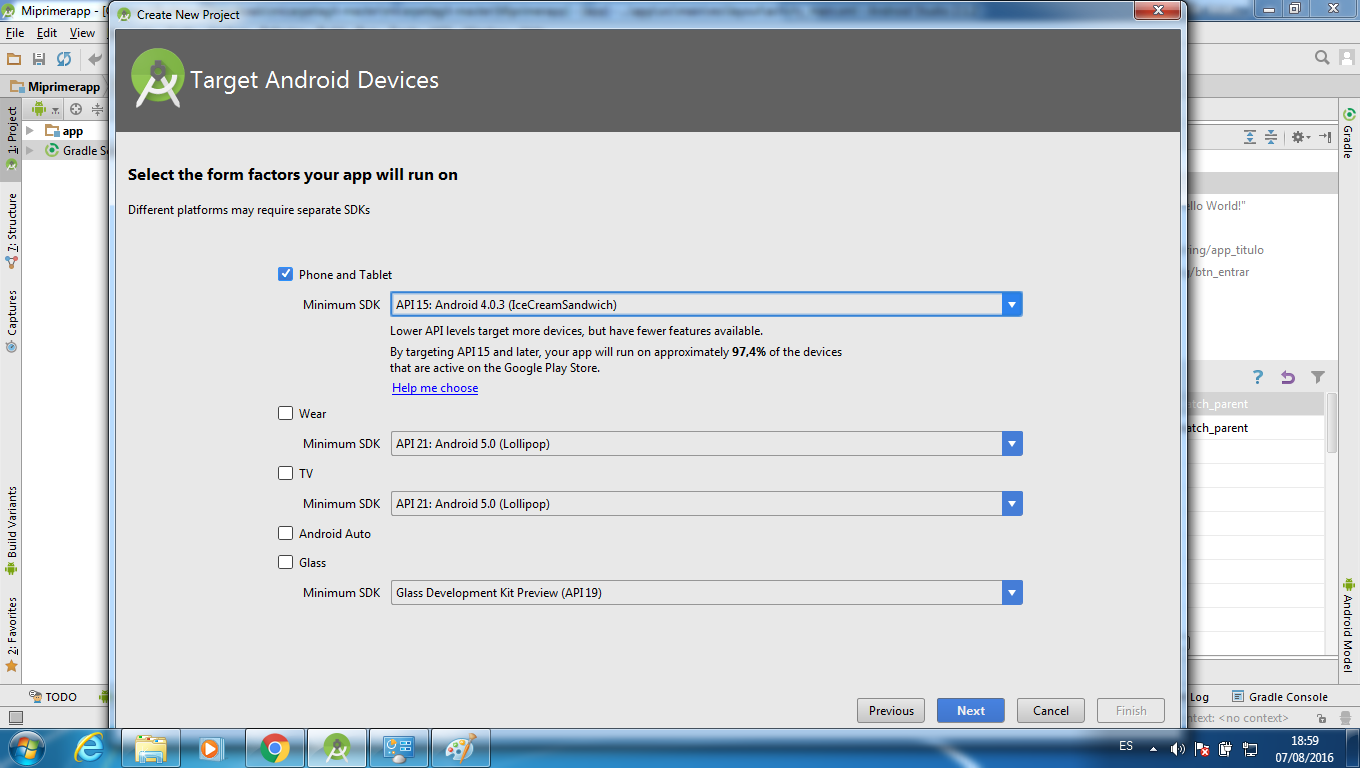 Miprimerapp - [
Create New Project
File Edit View
Target Android Devices
Miprimerapp
1: Project
app
Gradle
Select the form factors your app will run on
Different platforms may require separate SDKs
7: Structure
Captures
Build Variants
2: Favorites
Phone and Tablet
Minimum SDK API 15: Android 4.0.3 (IceCreamSandwich)
Lower API levels target more devices, but have fewer features available.
By targeting API 15 and later, your app will run on approximately 97,4% of the devices
that are active on the Google Play Store.
Help me choose
Wear
Minimum SDK API 21: Android 5.0 (Lollipop)
TV
Minimum SDK API 21: Android 5.0 (Lollipop)
Android Auto
Glass
Minimum SDK Glass Development Kit Preview (API 19)
Previous Next Cancel Finish
llo World!"
ing/app_titulo
/btn_entrar
?
atch_parent
atch_parent
Gradle
Android Model
TODO
Log Gradle Console
ntext: <no context>
ES
18:59
07/08/2016